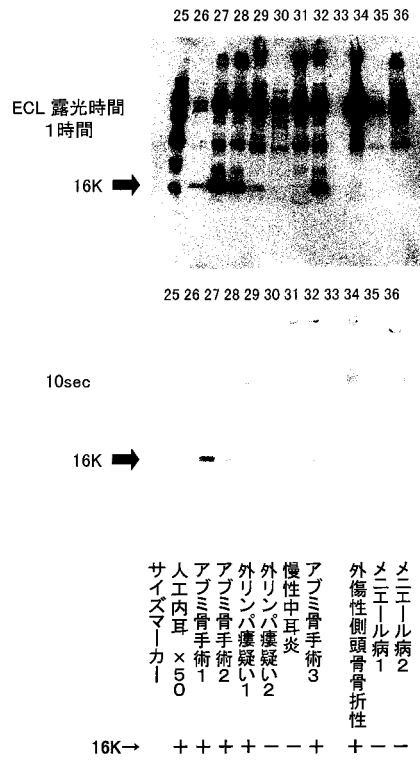 25 26 27 28 29 30 31 32 33 34 35 36
ECL 露光時間
1時間
16K
25 26 27 28 29 30 31 32 33 34 35 36
10sec
16K
サイズマーカー
人工内耳 ×50
アブミ骨手術1
アブミ骨手術2
外リンパ瘻疑い1
外リンパ瘻疑い2
慢性中耳炎
アブミ骨手術3
外傷性側頭骨骨折性
メニエール病1
メニエール病2
16K→ + + + + − − + + − −